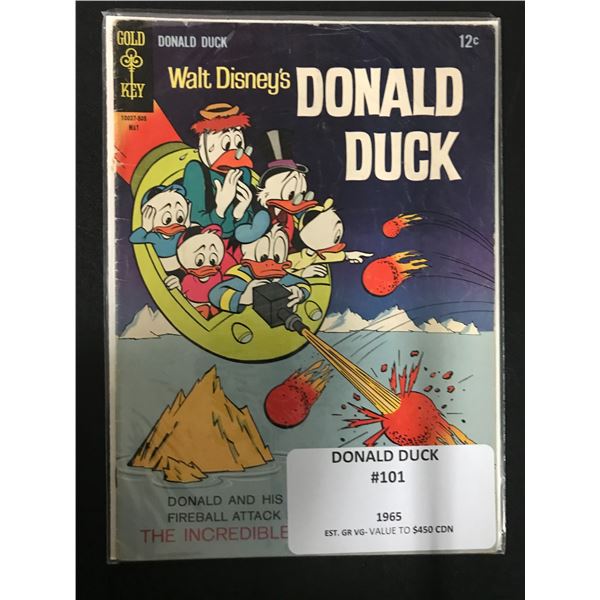 GOLD
KEY
DONALD DUCK
12c
10037-505
MAY
Walt Disney's
DONALD
DUCK
DONALD AND HIS
FIREBALL ATTACK
THE INCREDIBLE
DONALD DUCK
#101
1965
EST. GR VG- VALUE TO $450 CDN